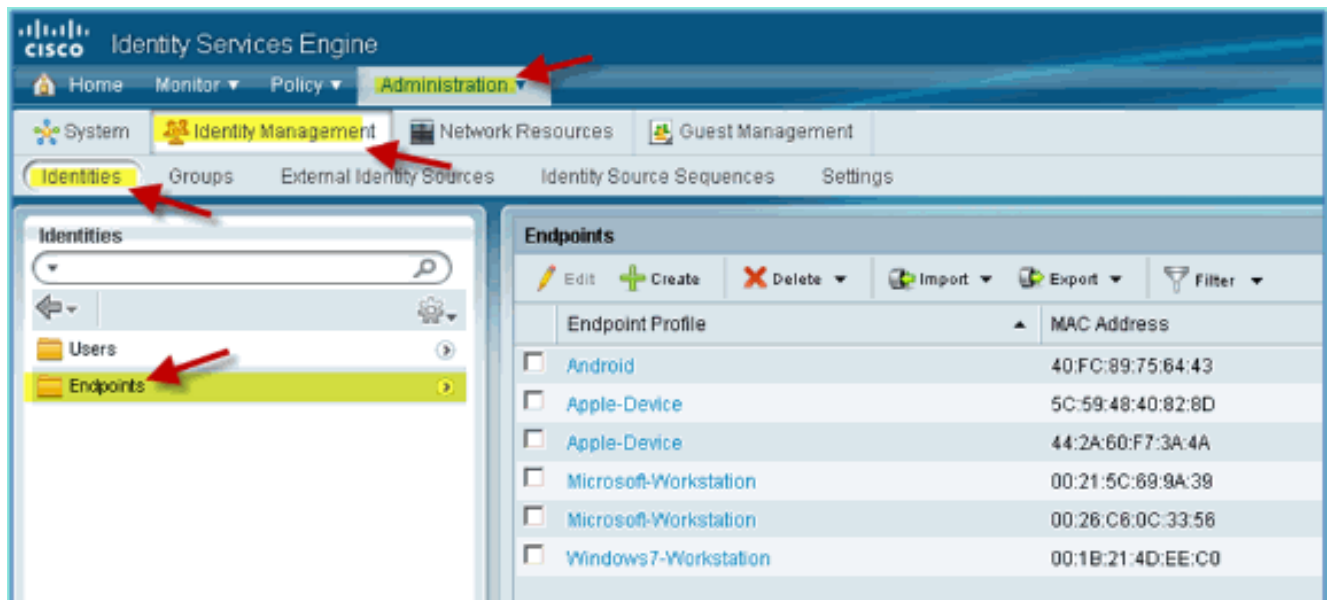 CISCO Identity Services Engine
Home Monitor Policy Administration
System Identity Management Network Resources Guest Management
Identities Groups External Identity Sources Identity Source Sequences Settings
Identities
Users
Endpoints
Endpoints
Edit Create Delete Import Export Filter
Endpoint Profile MAC Address
Android 40:FC:89:75:64:43
Apple-Device 5C:59:48:40:82:8D
Apple-Device 44:2A:60:F7:3A:4A
Microsoft-Workstation 00:21:5C:69:9A:39
Microsoft-Workstation 00:26:C6:0C:33:56
Windows7-Workstation 00:1B:21:4D:EE:C0